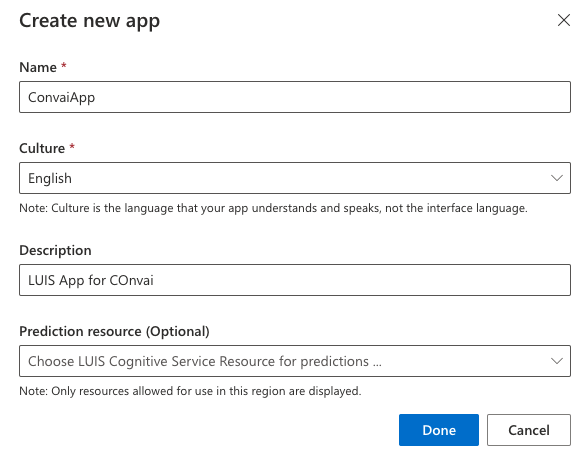 Create new app
Name *
ConvaiApp
Culture *
English
Note: Culture is the language that your app understands and speaks, not the interface language.
Description
LUIS App for COnvai
Prediction resource (Optional)
Choose LUIS Cognitive Service Resource for predictions ...
Note: Only resources allowed for use in this region are displayed.
Done
Cancel